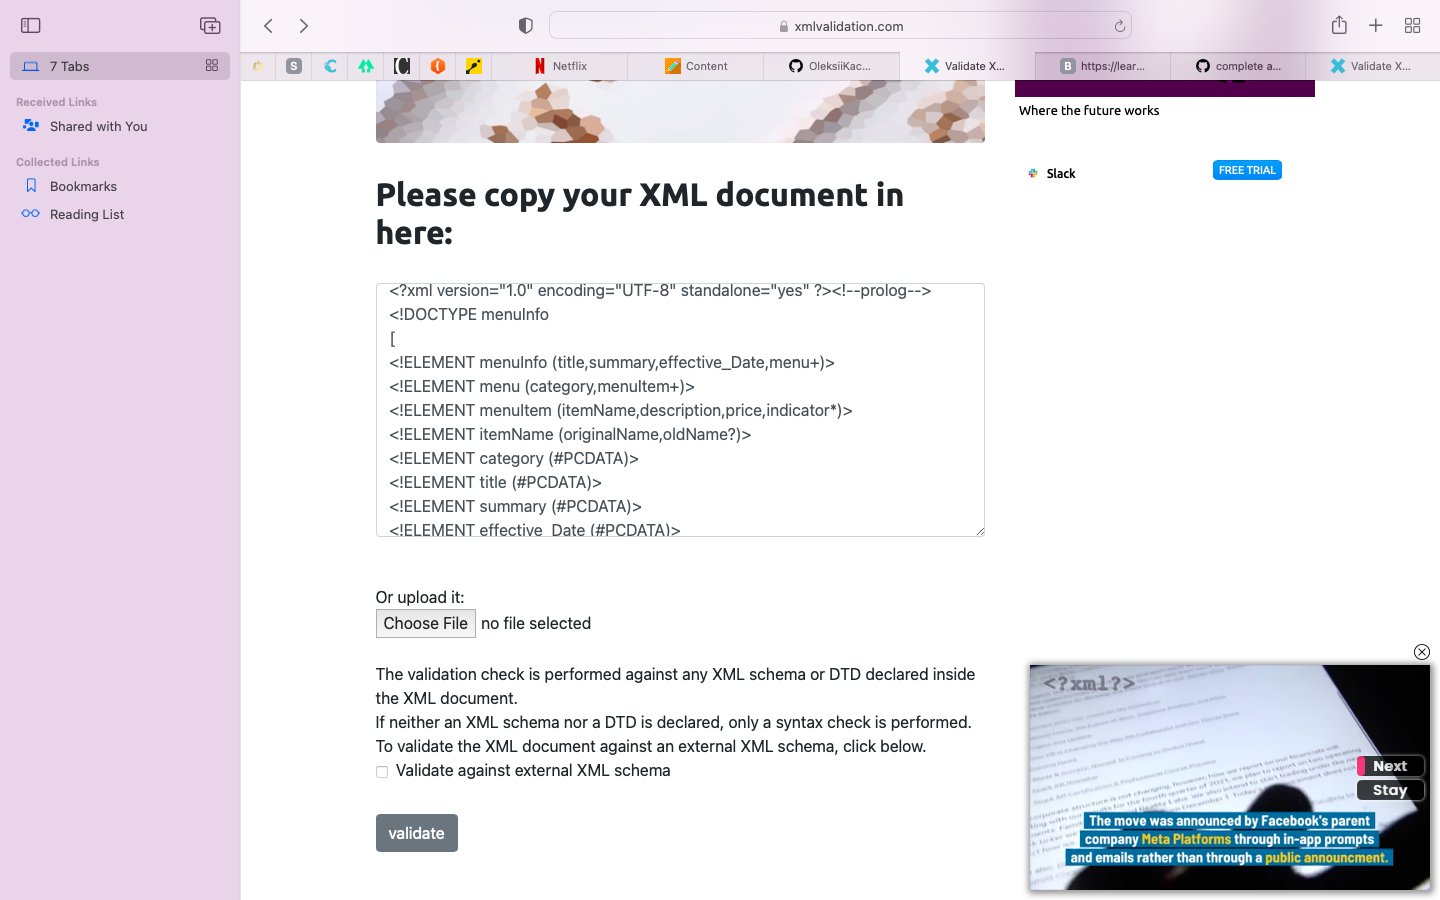 xmlvalidation.com
7 Tabs
S
Netflix
Content
OleksiiKac...
Validate X...
B
https://lear...
complete a...
Validate X...
Received Links
Shared with You
Collected Links
Bookmarks
Reading List
Where the future works
Slack
FREE TRIAL
Please copy your XML document in
here:
<?xml version="1.0" encoding="UTF-8" standalone="yes" ?><!--prolog-->
<!DOCTYPE menuInfo
[
<!ELEMENT menuInfo (title,summary,effective_Date,menu+)>
<!ELEMENT menu (category,menuItem+)>
<!ELEMENT menuItem (itemName,description,price,indicator*)>
<!ELEMENT itemName (originalName,oldName?)>
<!ELEMENT category (#PCDATA)>
<!ELEMENT title (#PCDATA)>
<!ELEMENT summary (#PCDATA)>
<!ELEMENT effective_Date (#PCDATA)>
Or upload it:
Choose File no file selected
The validation check is performed against any XML schema or DTD declared inside
the XML document.
If neither an XML schema nor a DTD is declared, only a syntax check is performed.
To validate the XML document against an external XML schema, click below.
Validate against external XML schema
validate
<?xml?>
Next
Stay
The move was announced by Facebook's parent
company Meta Platforms through in-app prompts
and emails rather than through a public announcment.